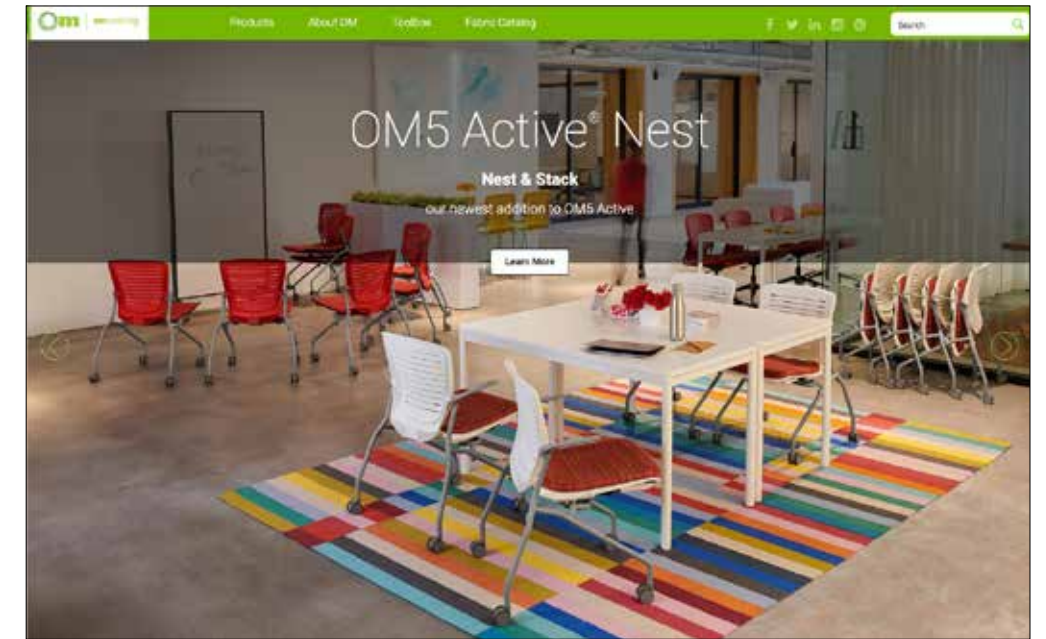 Om
Products About OM Toolbox Fabric Catalog
f in
Search
OM5 Active® Nest
Nest & Stack
our newest addition to OM5 Active
Learn More